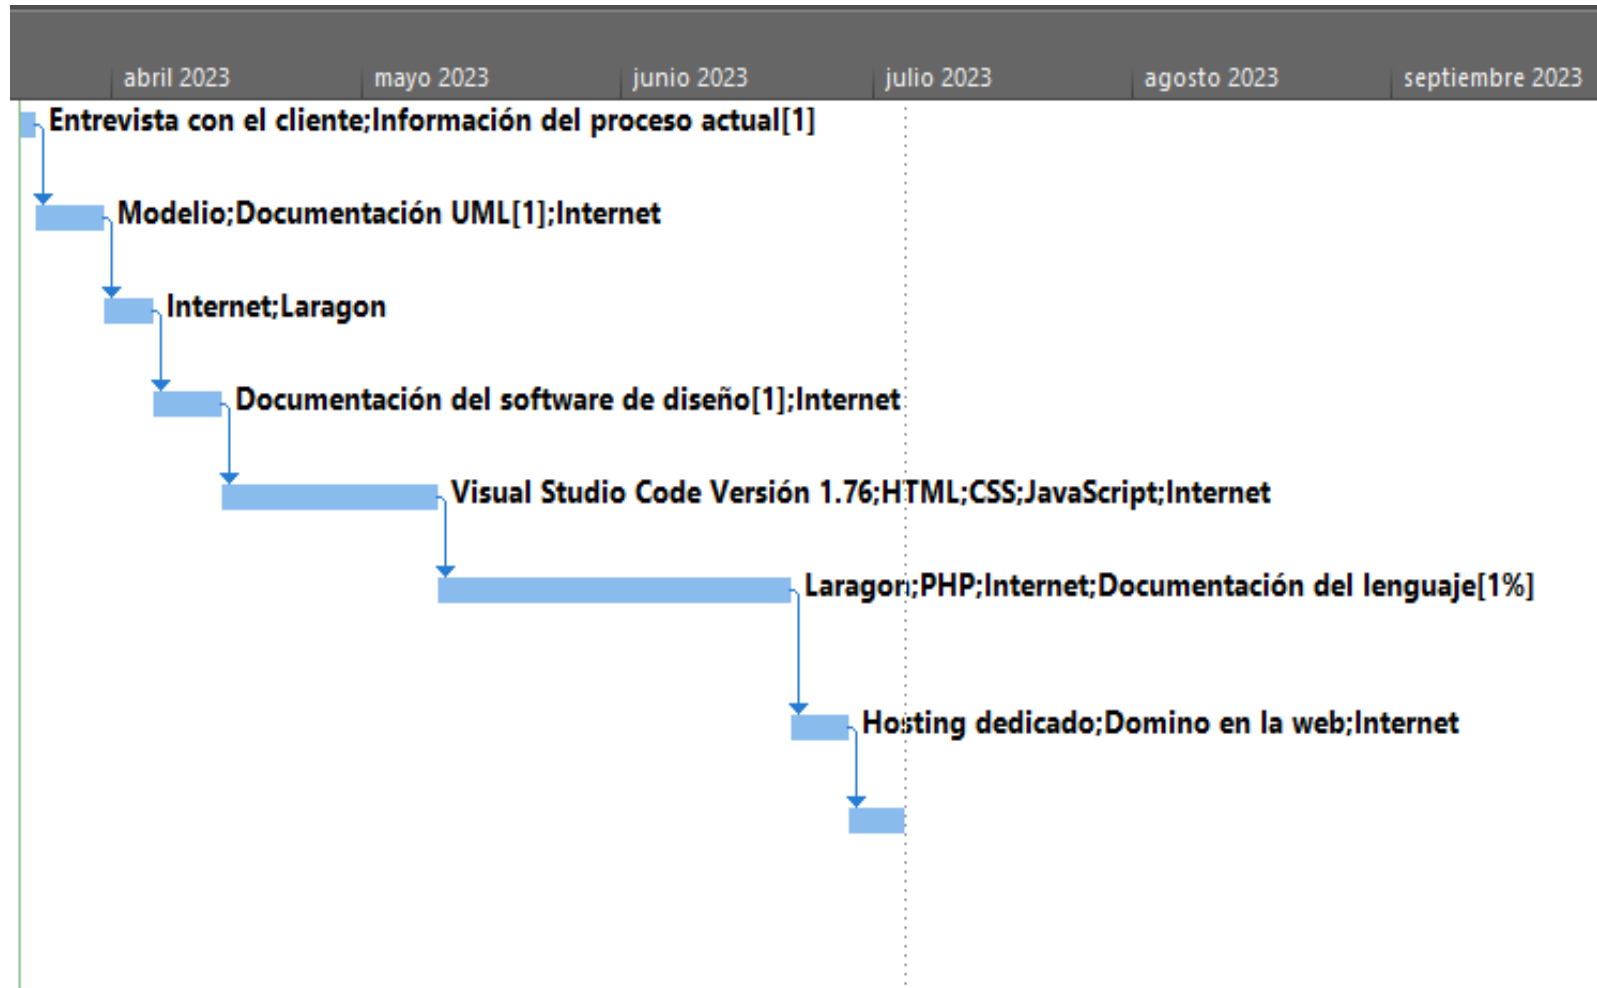 abril 2023 mayo 2023 junio 2023 julio 2023 agosto 2023 septiembre 2023
Entrevista con el cliente;Información del proceso actual[1]
Modelio;Documentación UML[1];Internet
Internet;Laragon
Documentación del software de diseño[1];Internet
Visual Studio Code Versión 1.76;HTML;CSS;JavaScript;Internet
Laragon;PHP;Internet;Documentación del lenguaje[1%]
Hosting dedicado;Domino en la web;Internet